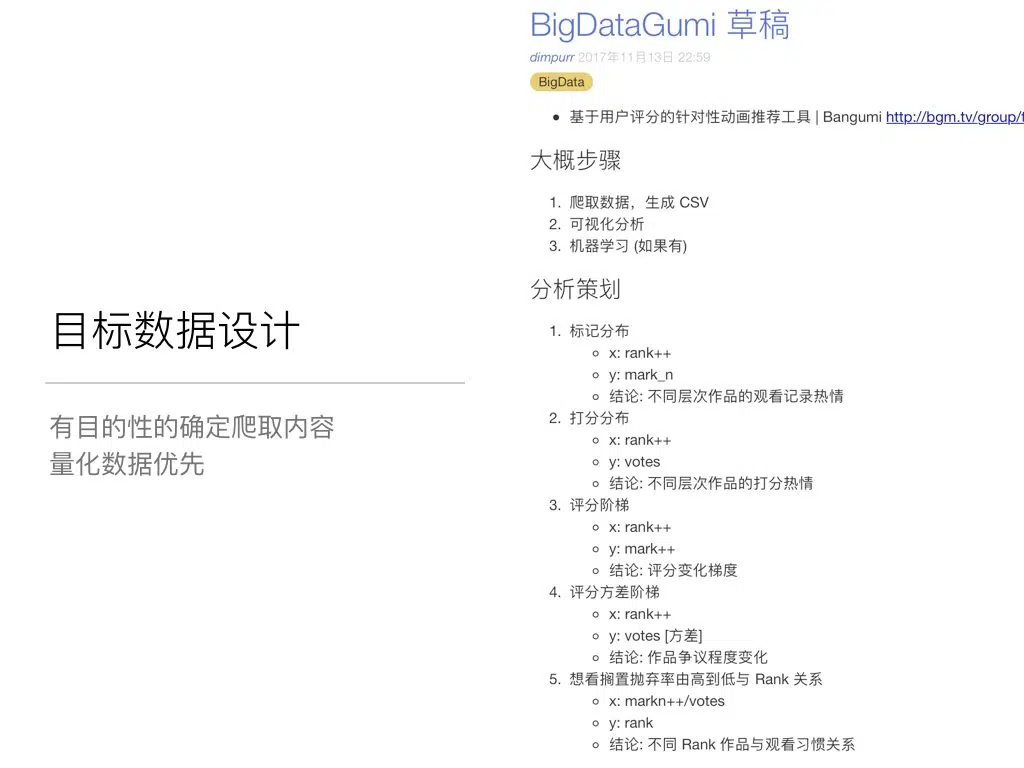 目标数据设计
有目的性的确定爬取内容
量化数据优先
BigDataGumi 草稿
dimpurr 2017年11月13日 22:59
BigData
• 基于用户评分的针对性动画推荐工具 | Bangumi http://bgm.tv/group/t
大概步骤
1. 爬取数据，生成 CSV
2. 可视化分析
3. 机器学习 (如果有)
分析策划
1. 标记分布
◦ x: rank++
◦ y: mark_n
◦ 结论: 不同层次作品的观看记录热情
2. 打分分布
◦ x: rank++
◦ y: votes
◦ 结论: 不同层次作品的打分热情
3. 评分阶梯
◦ x: rank++
◦ y: mark++
◦ 结论: 评分变化梯度
4. 评分方差阶梯
◦ x: rank++
◦ y: votes [方差]
◦ 结论: 作品争议程度变化
5. 想看搁置抛弃率由高到低与 Rank 关系
◦ x: markn++/votes
◦ y: rank
◦ 结论: 不同 Rank 作品与观看习惯关系